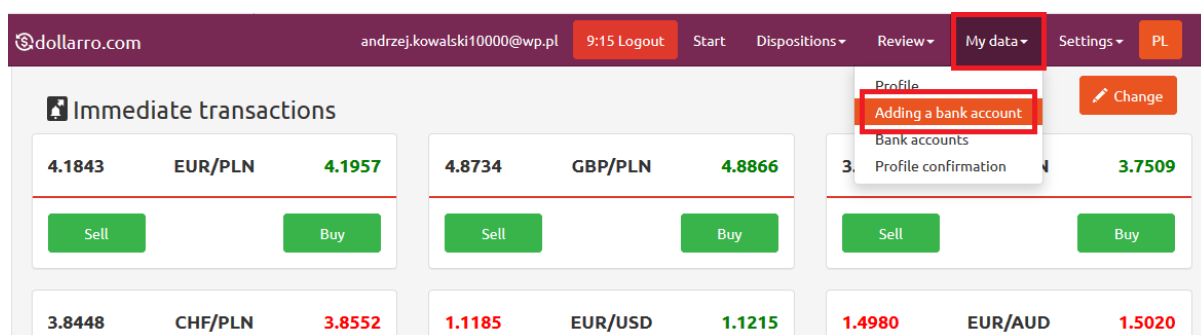 dollarro.com andrzej.kowalski10000@wp.pl 9:15 Logout Start Dispositions Review My data Settings PL
Immediate transactions Change
Profile
Adding a bank account
Bank accounts
Profile confirmation
4.1843 EUR/PLN 4.1957 4.8734 GBP/PLN 4.8866 3.7509
Sell Buy Sell Buy Sell Buy
3.8448 CHF/PLN 3.8552 1.1185 EUR/USD 1.1215 1.4980 EUR/AUD 1.5020